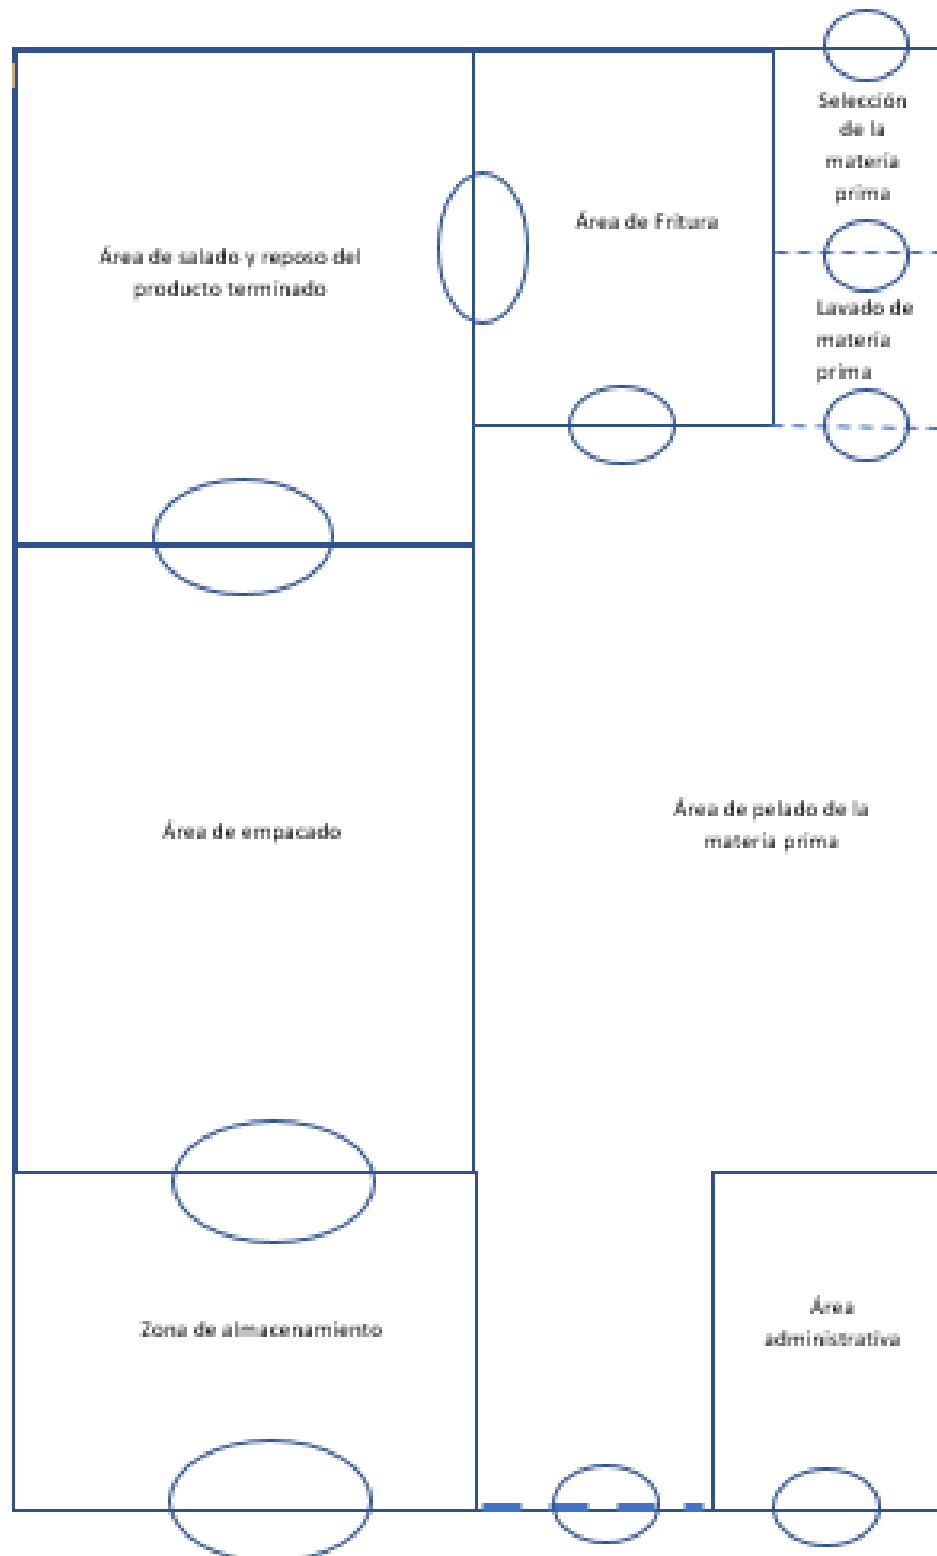 Selección
de la
materia
prima
Área de Fritura
Área de salado y reposo del
producto terminado
Lavado de
materia
prima
Área de pelado de la
materia prima
Área de empacado
Área
administrativa
Zona de almacenamiento